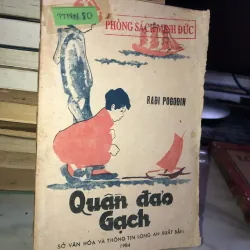 PHÒNG SÁCH MINH ĐỨC
RADI POGODIN
Quần đảo
Gạch
SỞ VĂN HÓA VÀ THÔNG TIN LONG AN XUẤT BẢN
1984